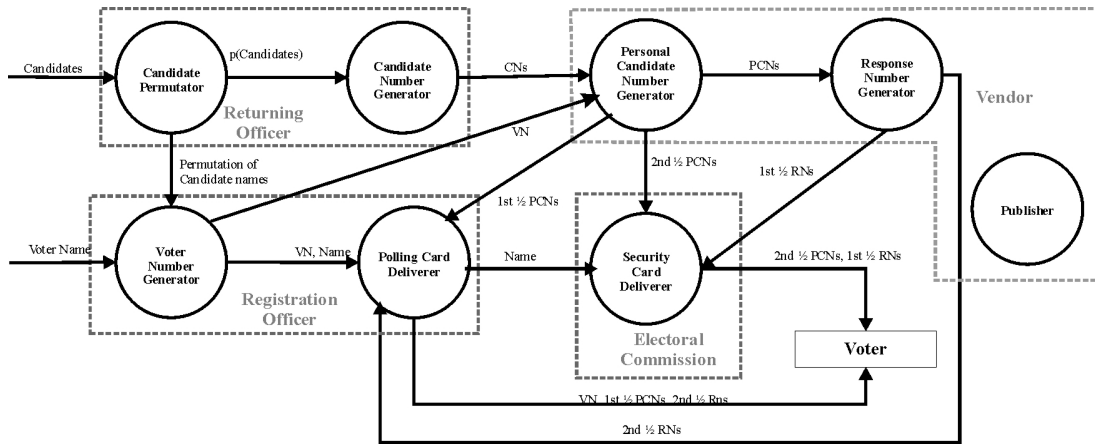 Candidates
Candidate
Permutator
p(Candidates)
Candidate
Number
Generator
CNs
Personal
Candidate
Number
Generator
PCNs
Response
Number
Generator
Vendor
Returning
Officer
VN
Permutation of
Candidate names
2nd ½ PCNs
1st ½ RNs
1st ½ PCNs
Publisher
Voter Name
Voter
Number
Generator
VN, Name
Polling Card
Deliverer
Name
Security
Card
Deliverer
2nd ½ PCNs, 1st ½ RNs
Registration
Officer
Electoral
Commission
Voter
VN, 1st ½ PCNs, 2nd ½ Rns
2nd ½ RNs